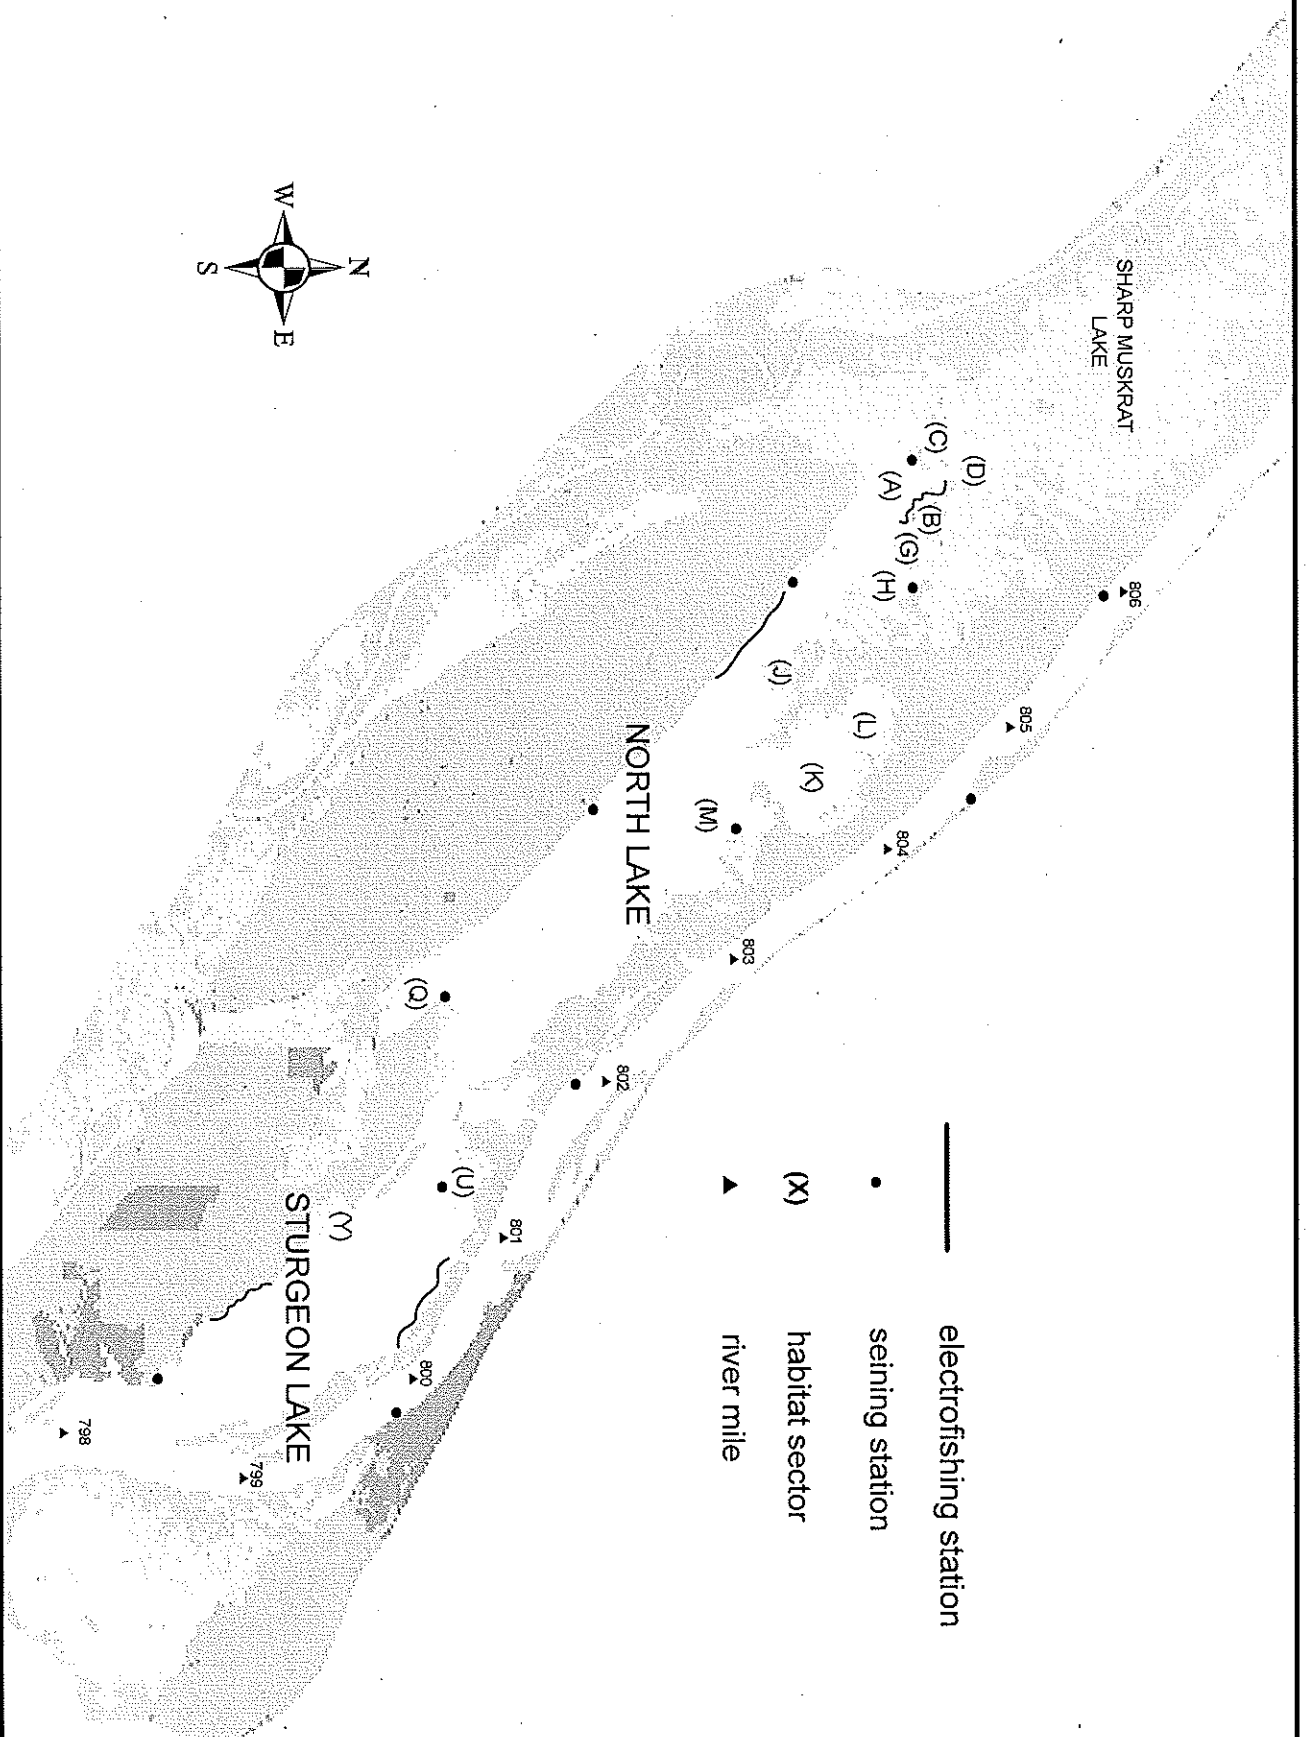 SHARP MUSKRAT
LAKE
(C)
(D)
(A)
(B)
(G)
(H)
(J)
(L)
(K)
(M)
NORTH LAKE
(Q)
(U)
(Y)
STURGEON LAKE
806
805
804
803
802
801
800
799
798
N
W
E
S
electrofishing station
seining station
(X) habitat sector
river mile